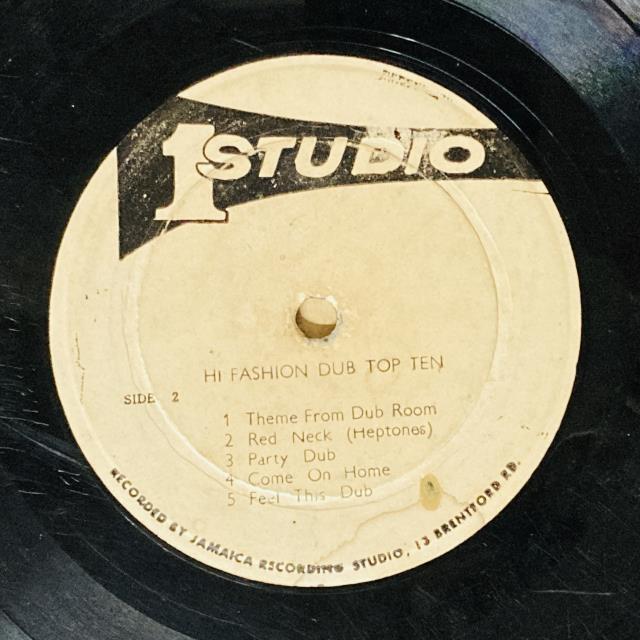 1 STUDIO
HI FASHION DUB TOP TEN
SIDE 2
1 Theme From Dub Room
2 Red Neck (Heptones)
3 Party Dub
4 Come On Home
5 Feel This Dub
RECORDED BY JAMAICA RECORDING STUDIO, 13 BRENTFORD RD.